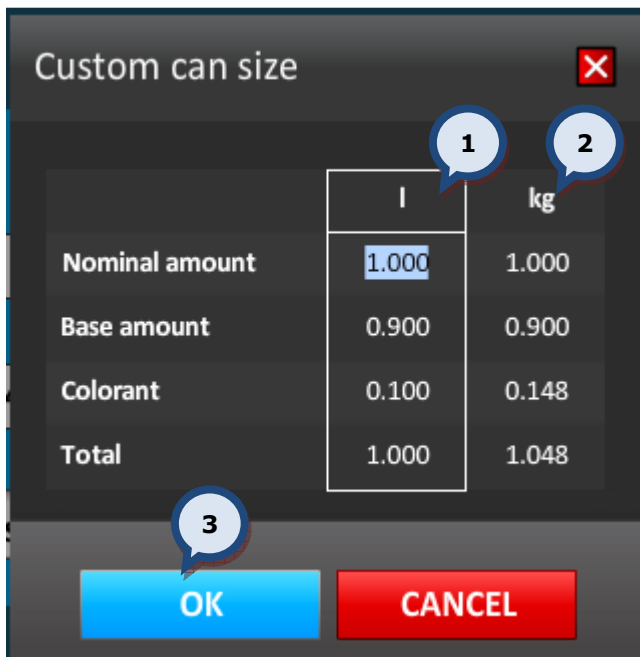 Custom can size
1 2
l kg
Nominal amount 1.000 1.000
Base amount 0.900 0.900
Colorant 0.100 0.148
Total 1.000 1.048
3
OK CANCEL